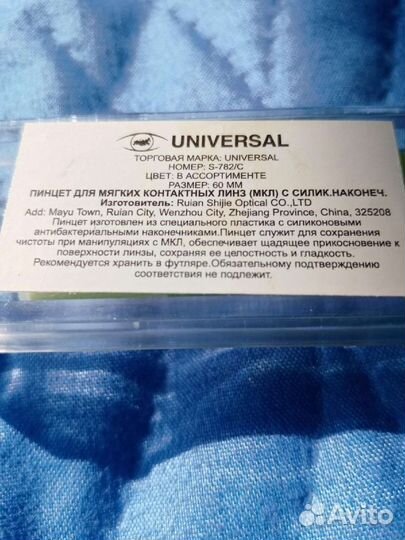 UNIVERSAL
ТОРГОВАЯ МАРКА: UNIVERSAL
НОМЕР: S-782/C
ЦВЕТ: В АССОРТИМЕНТЕ
РАЗМЕР: 60 ММ
ПИНЦЕТ ДЛЯ МЯГКИХ КОНТАКТНЫХ ЛИНЗ (МКЛ) С СИЛИК.НАКОНЕЧ.
Изготовитель: Ruian Shijie Optical CO.,LTD
Add: Mayu Town, Ruian City, Wenzhou City, Zhejiang Province, China, 325208
Пинцет изготовлен из специального пластика с силиконовыми
антибактериальными наконечниками.Пинцет служит для сохранения
чистоты при манипуляциях с МКЛ, обеспечивает щадящее прикосновение к
поверхности линзы, сохраняя ее целостность и гладкость.
Рекомендуется хранить в футляре.Обязательному подтверждению
соответствия не подлежит.
Avito